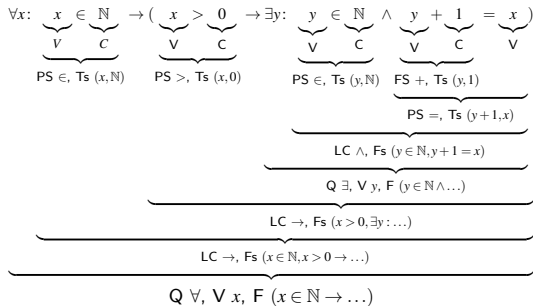 ∀x: x ∈ ℕ → ( x > 0 → ∃y: y ∈ ℕ ∧ y + 1 = x )
V C V C V C V C V
PS ∈, Ts (x,ℕ) PS >, Ts (x,0) PS ∈, Ts (y,ℕ) FS +, Ts (y,1)
PS =, Ts (y+1,x)
LC ∧, Fs (y∈ℕ,y+1=x)
Q ∃, V y, F (y∈ℕ∧…)
LC →, Fs (x>0,∃y:…)
LC →, Fs (x∈ℕ,x>0→…)
Q ∀, V x, F (x∈ℕ→…)